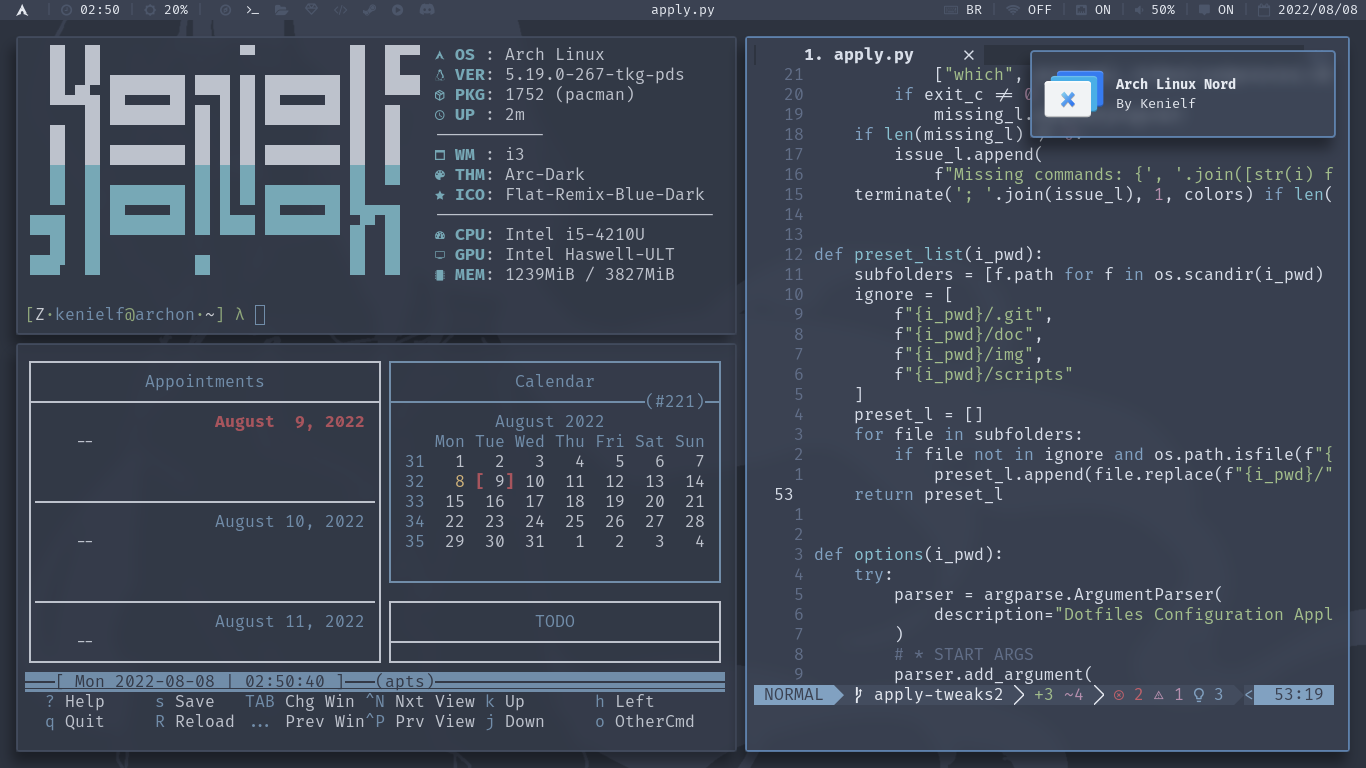 02:50 20% apply.py BR OFF ON 50% ON 2022/08/08
OS : Arch Linux
VER: 5.19.0-267-tkg-pds
PKG: 1752 (pacman)
UP : 2m
WM : i3
THM: Arc-Dark
ICO: Flat-Remix-Blue-Dark
CPU: Intel i5-4210U
GPU: Intel Haswell-ULT
MEM: 1239MiB / 3827MiB
[Z·kenielf@archon·~] λ
Appointments
August  9, 2022
--
August 10, 2022
--
August 11, 2022
--
Calendar
(#221)
August 2022
Mon Tue Wed Thu Fri Sat Sun
31 1 2 3 4 5 6 7
32 8 [ 9] 10 11 12 13 14
33 15 16 17 18 19 20 21
34 22 23 24 25 26 27 28
35 29 30 31 1 2 3 4
TODO
[ Mon 2022-08-08 | 02:50:40 ] (apts)
? Help s Save TAB Chg Win ^N Nxt View k Up h Left
q Quit R Reload ... Prev Win ^P Prv View j Down o OtherCmd
1. apply.py ×
Arch Linux Nord
By Kenielf
21 ["which",
20 if exit_c ≠
19 missing_l.
18 if len(missing_l)
17 issue_l.append(
16 f"Missing commands: {', '.join([str(i) f
15 terminate('; '.join(issue_l), 1, colors) if len(
14
13
12 def preset_list(i_pwd):
11 subfolders = [f.path for f in os.scandir(i_pwd)
10 ignore = [
9 f"{i_pwd}/.git",
8 f"{i_pwd}/doc",
7 f"{i_pwd}/img",
6 f"{i_pwd}/scripts"
5 ]
4 preset_l = []
3 for file in subfolders:
2 if file not in ignore and os.path.isfile(f"{
1 preset_l.append(file.replace(f"{i_pwd}/"
53 return preset_l
1
2
3 def options(i_pwd):
4 try:
5 parser = argparse.ArgumentParser(
6 description="Dotfiles Configuration Appl
7 )
8 # * START ARGS
9 parser.add_argument(
NORMAL apply-tweaks2 +3 ~4 2 1 3 < 53:19